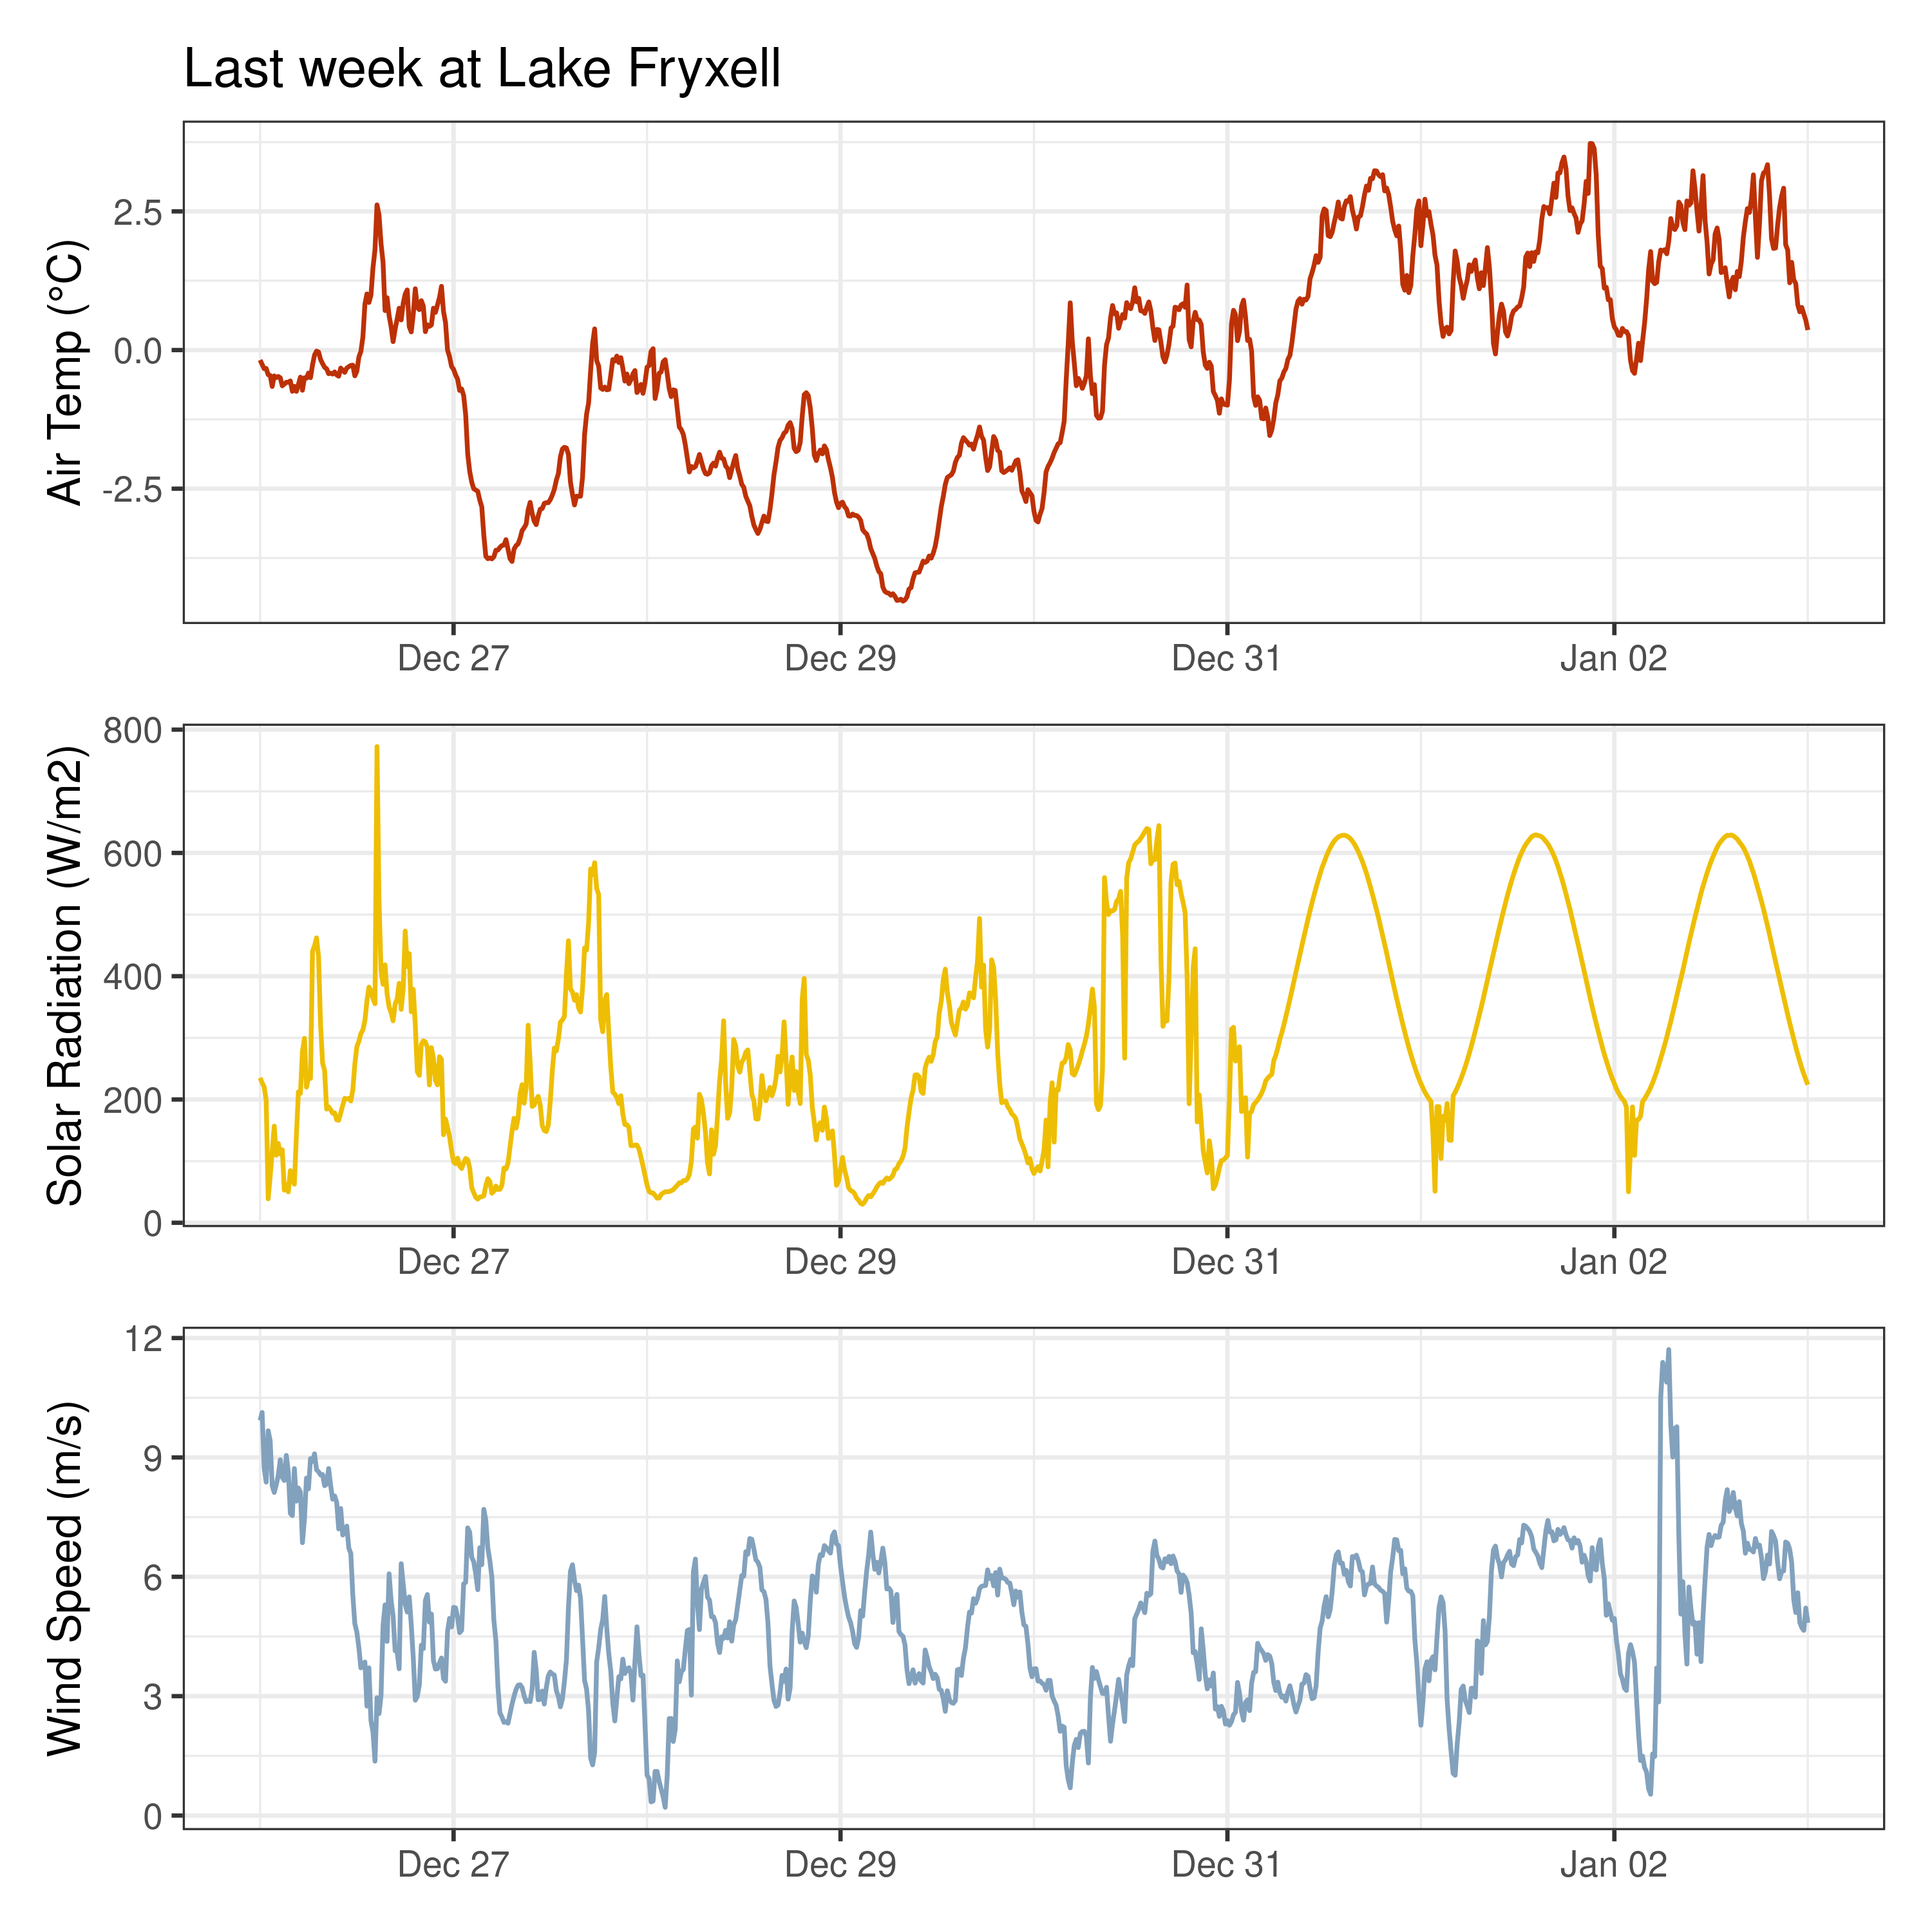 Last week at Lake Fryxell
Air Temp (°C)
2.5
0.0
-2.5
Dec 27 Dec 29 Dec 31 Jan 02
Solar Radiation (W/m2)
800
600
400
200
0
Dec 27 Dec 29 Dec 31 Jan 02
Wind Speed (m/s)
12
9
6
3
0
Dec 27 Dec 29 Dec 31 Jan 02